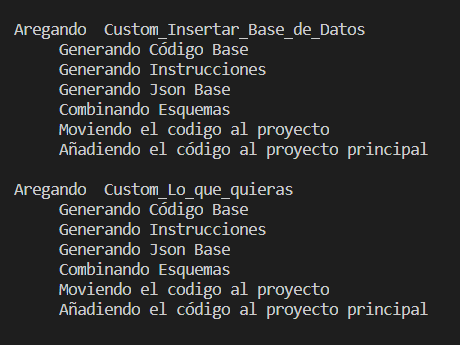 Aregando  Custom_Insertar_Base_de_Datos
Generando Código Base
Generando Instrucciones
Generando Json Base
Combinando Esquemas
Moviendo el codigo al proyecto
Añadiendo el código al proyecto principal
Aregando  Custom_Lo_que_quieras
Generando Código Base
Generando Instrucciones
Generando Json Base
Combinando Esquemas
Moviendo el codigo al proyecto
Añadiendo el código al proyecto principal